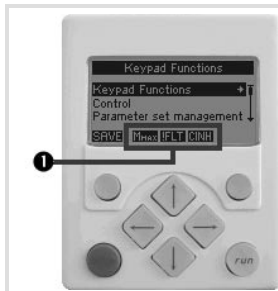 Keypad Functions
Keypad Functions
Control
Parameter set management
SAVE MMAX IFLT CINH
1
run